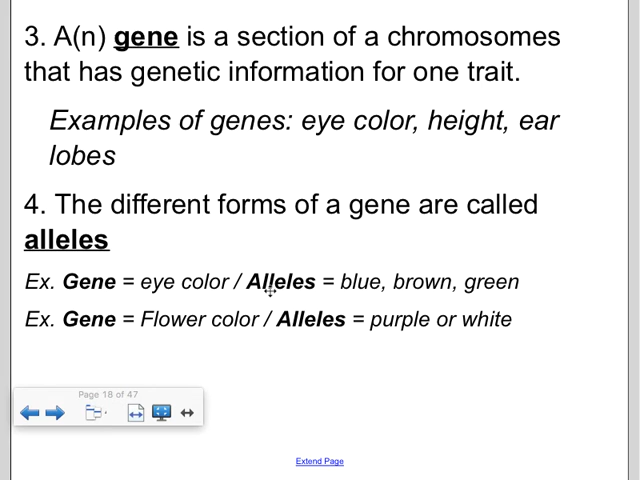 3. A(n) gene is a section of a chromosomes
that has genetic information for one trait.
Examples of genes: eye color, height, ear
lobes
4. The different forms of a gene are called
alleles
Ex. Gene = eye color / Alleles = blue, brown, green
Ex. Gene = Flower color / Alleles = purple or white
Page 18 of 47
Extend Page